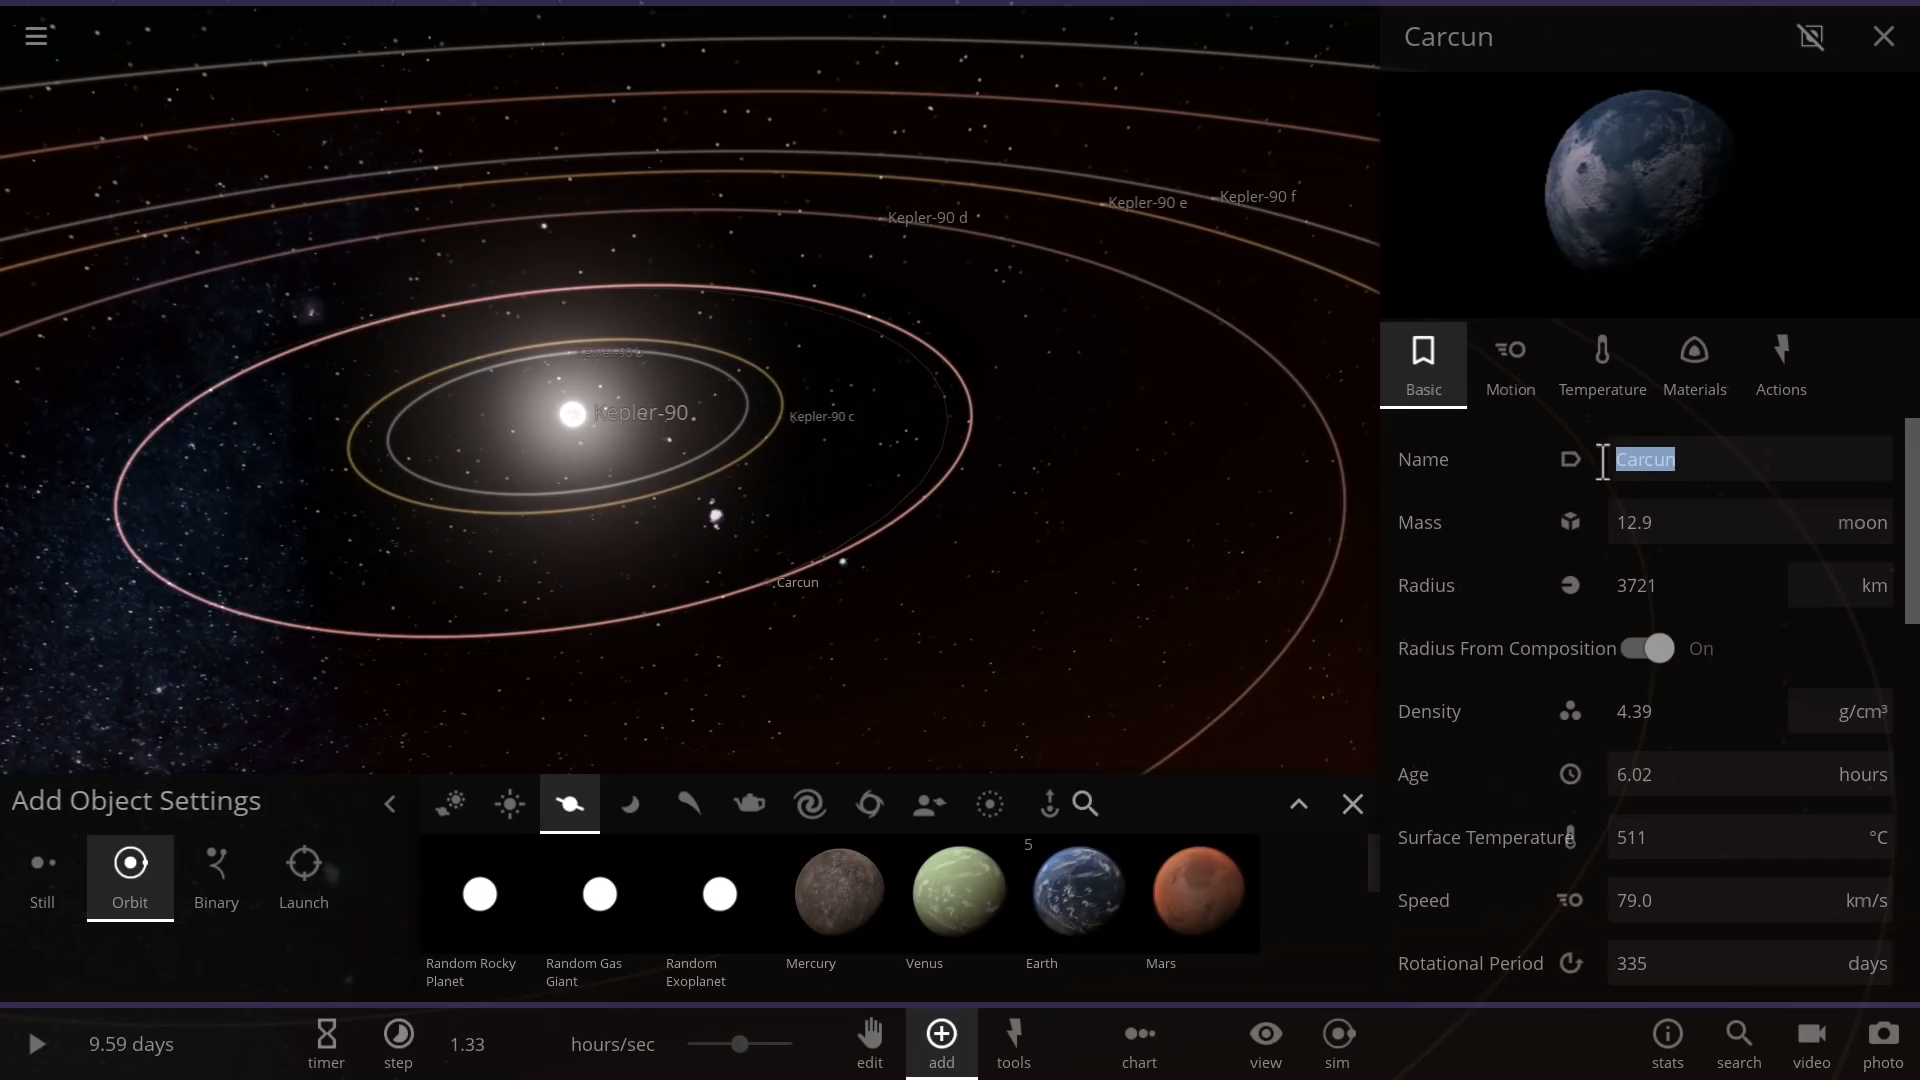 Carcun
Kepler-90 d
Kepler-90 e
Kepler-90 f
Kepler-90
Kepler-90 c
Carcun
Basic
Motion
Temperature
Materials
Actions
Name Carcun
Mass 12.9 moon
Radius 3721 km
Radius From Composition On
Density 4.39 g/cm³
Age 6.02 hours
Surface Temperature 511 °C
Speed 79.0 km/s
Rotational Period 335 days
Add Object Settings
Still
Orbit
Binary
Launch
5
Random Rocky
Planet
Random Gas
Giant
Random
Exoplanet
Mercury
Venus
Earth
Mars
9.59 days
timer
step
1.33 hours/sec
edit
add
tools
chart
view
sim
stats
search
video
photo